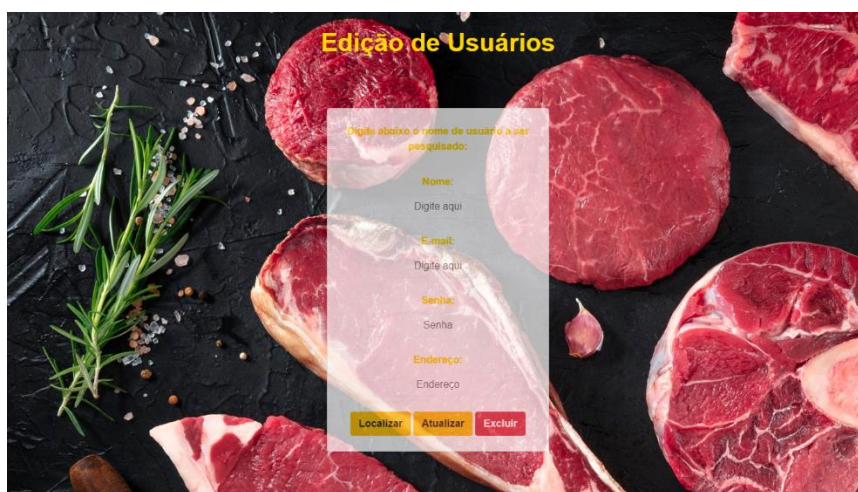 Edição de Usuários
Digite abaixo o nome de usuário a ser
pesquisado:
Nome:
Digite aqui
E-mail:
Digite aqui
Senha:
Senha
Endereço:
Endereço
Localizar Atualizar Excluir